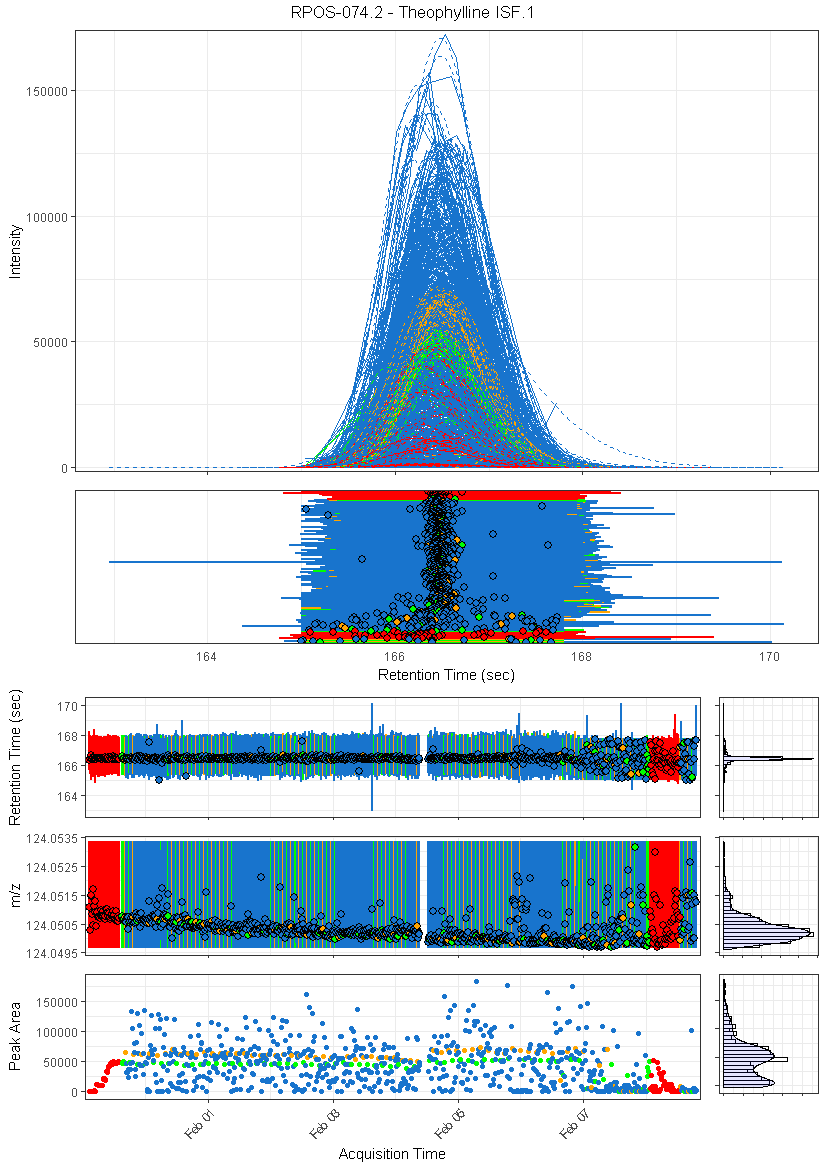 RPOS-074.2 - Theophylline ISF.1
150000
100000
50000
0
Intensity
164 166 168 170
Retention Time (sec)
170
168
166
164
Retention Time (sec)
124.0535
124.0525
124.0515
124.0505
124.0495
m/z
150000
100000
50000
0
Peak Area
Feb 01 Feb 03 Feb 05 Feb 07
Acquisition Time